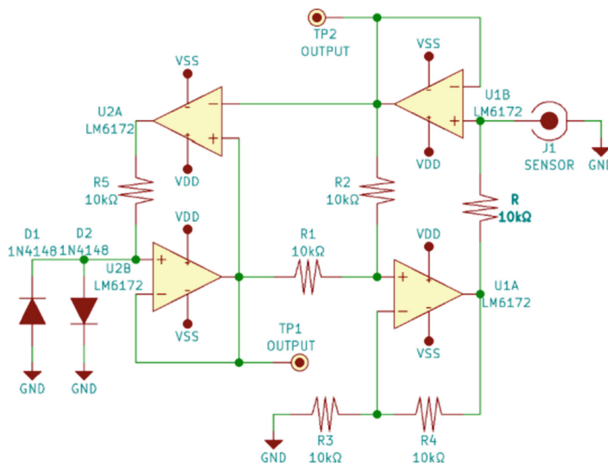 TP2
OUTPUT
VSS
VSS
U2A
LM6172
U1B
LM6172
-
+
-
+
VDD
VDD
J1
SENSOR
GND
R5
10kΩ
R2
10kΩ
R
10kΩ
D1
1N4148
D2
1N4148
VDD
VDD
R1
10kΩ
+
-
U2B
LM6172
+
-
U1A
LM6172
VSS
VSS
TP1
OUTPUT
GND
GND
GND
R3
10kΩ
R4
10kΩ